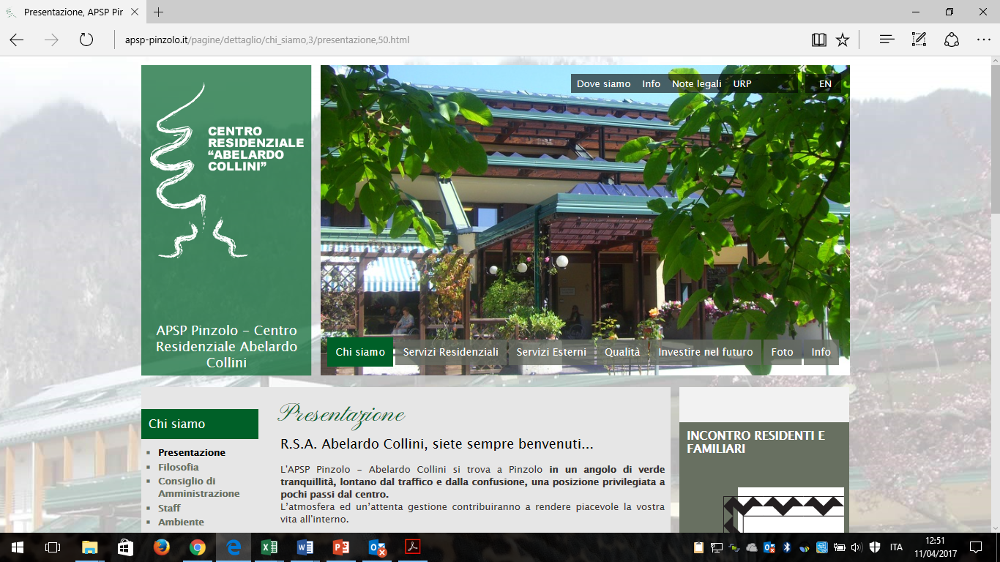 Presentazione, APSP Pir
apsp-pinzolo.it/pagine/dettaglio/chi_siamo,3/presentazione,50.html
CENTRO
RESIDENZIALE
“ABELARDO
COLLINI”
APSP Pinzolo - Centro
Residenziale Abelardo
Collini
Dove siamo Info Note legali URP EN
Chi siamo Servizi Residenziali Servizi Esterni Qualità Investire nel futuro Foto Info
Chi siamo
Presentazione
Filosofia
Consiglio di
Amministrazione
Staff
Ambiente
Presentazione
R.S.A. Abelardo Collini, siete sempre benvenuti...
L'APSP Pinzolo - Abelardo Collini si trova a Pinzolo in un angolo di verde
tranquillità, lontano dal traffico e dalla confusione, una posizione privilegiata a
pochi passi dal centro.
L’atmosfera ed un’attenta gestione contribuiranno a rendere piacevole la vostra
vita all’interno.
INCONTRO RESIDENTI E
FAMILIARI
ITA
12:51
11/04/2017